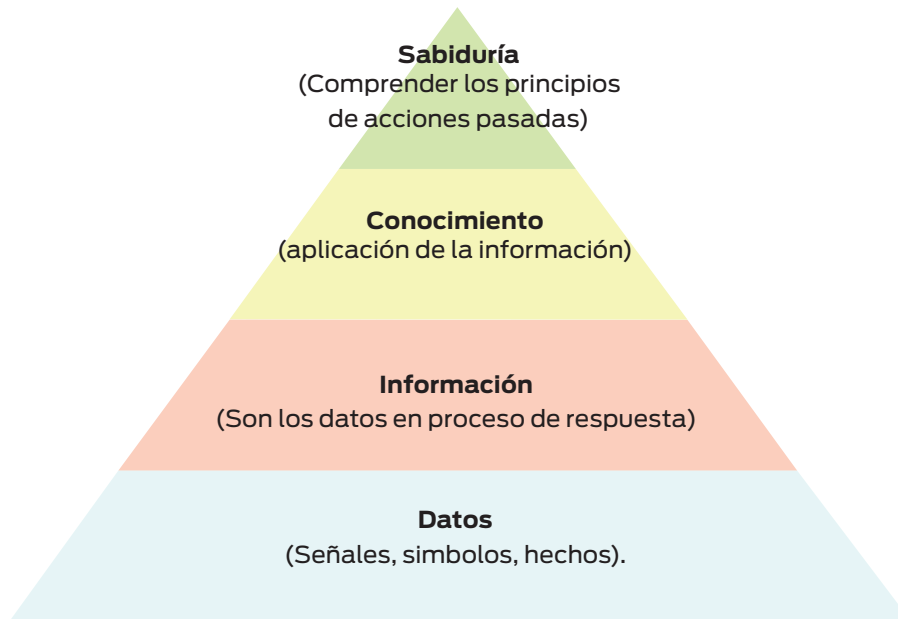 Sabiduría
(Comprender los principios
de acciones pasadas)
Conocimiento
(aplicación de la información)
Información
(Son los datos en proceso de respuesta)
Datos
(Señales, simbolos, hechos).